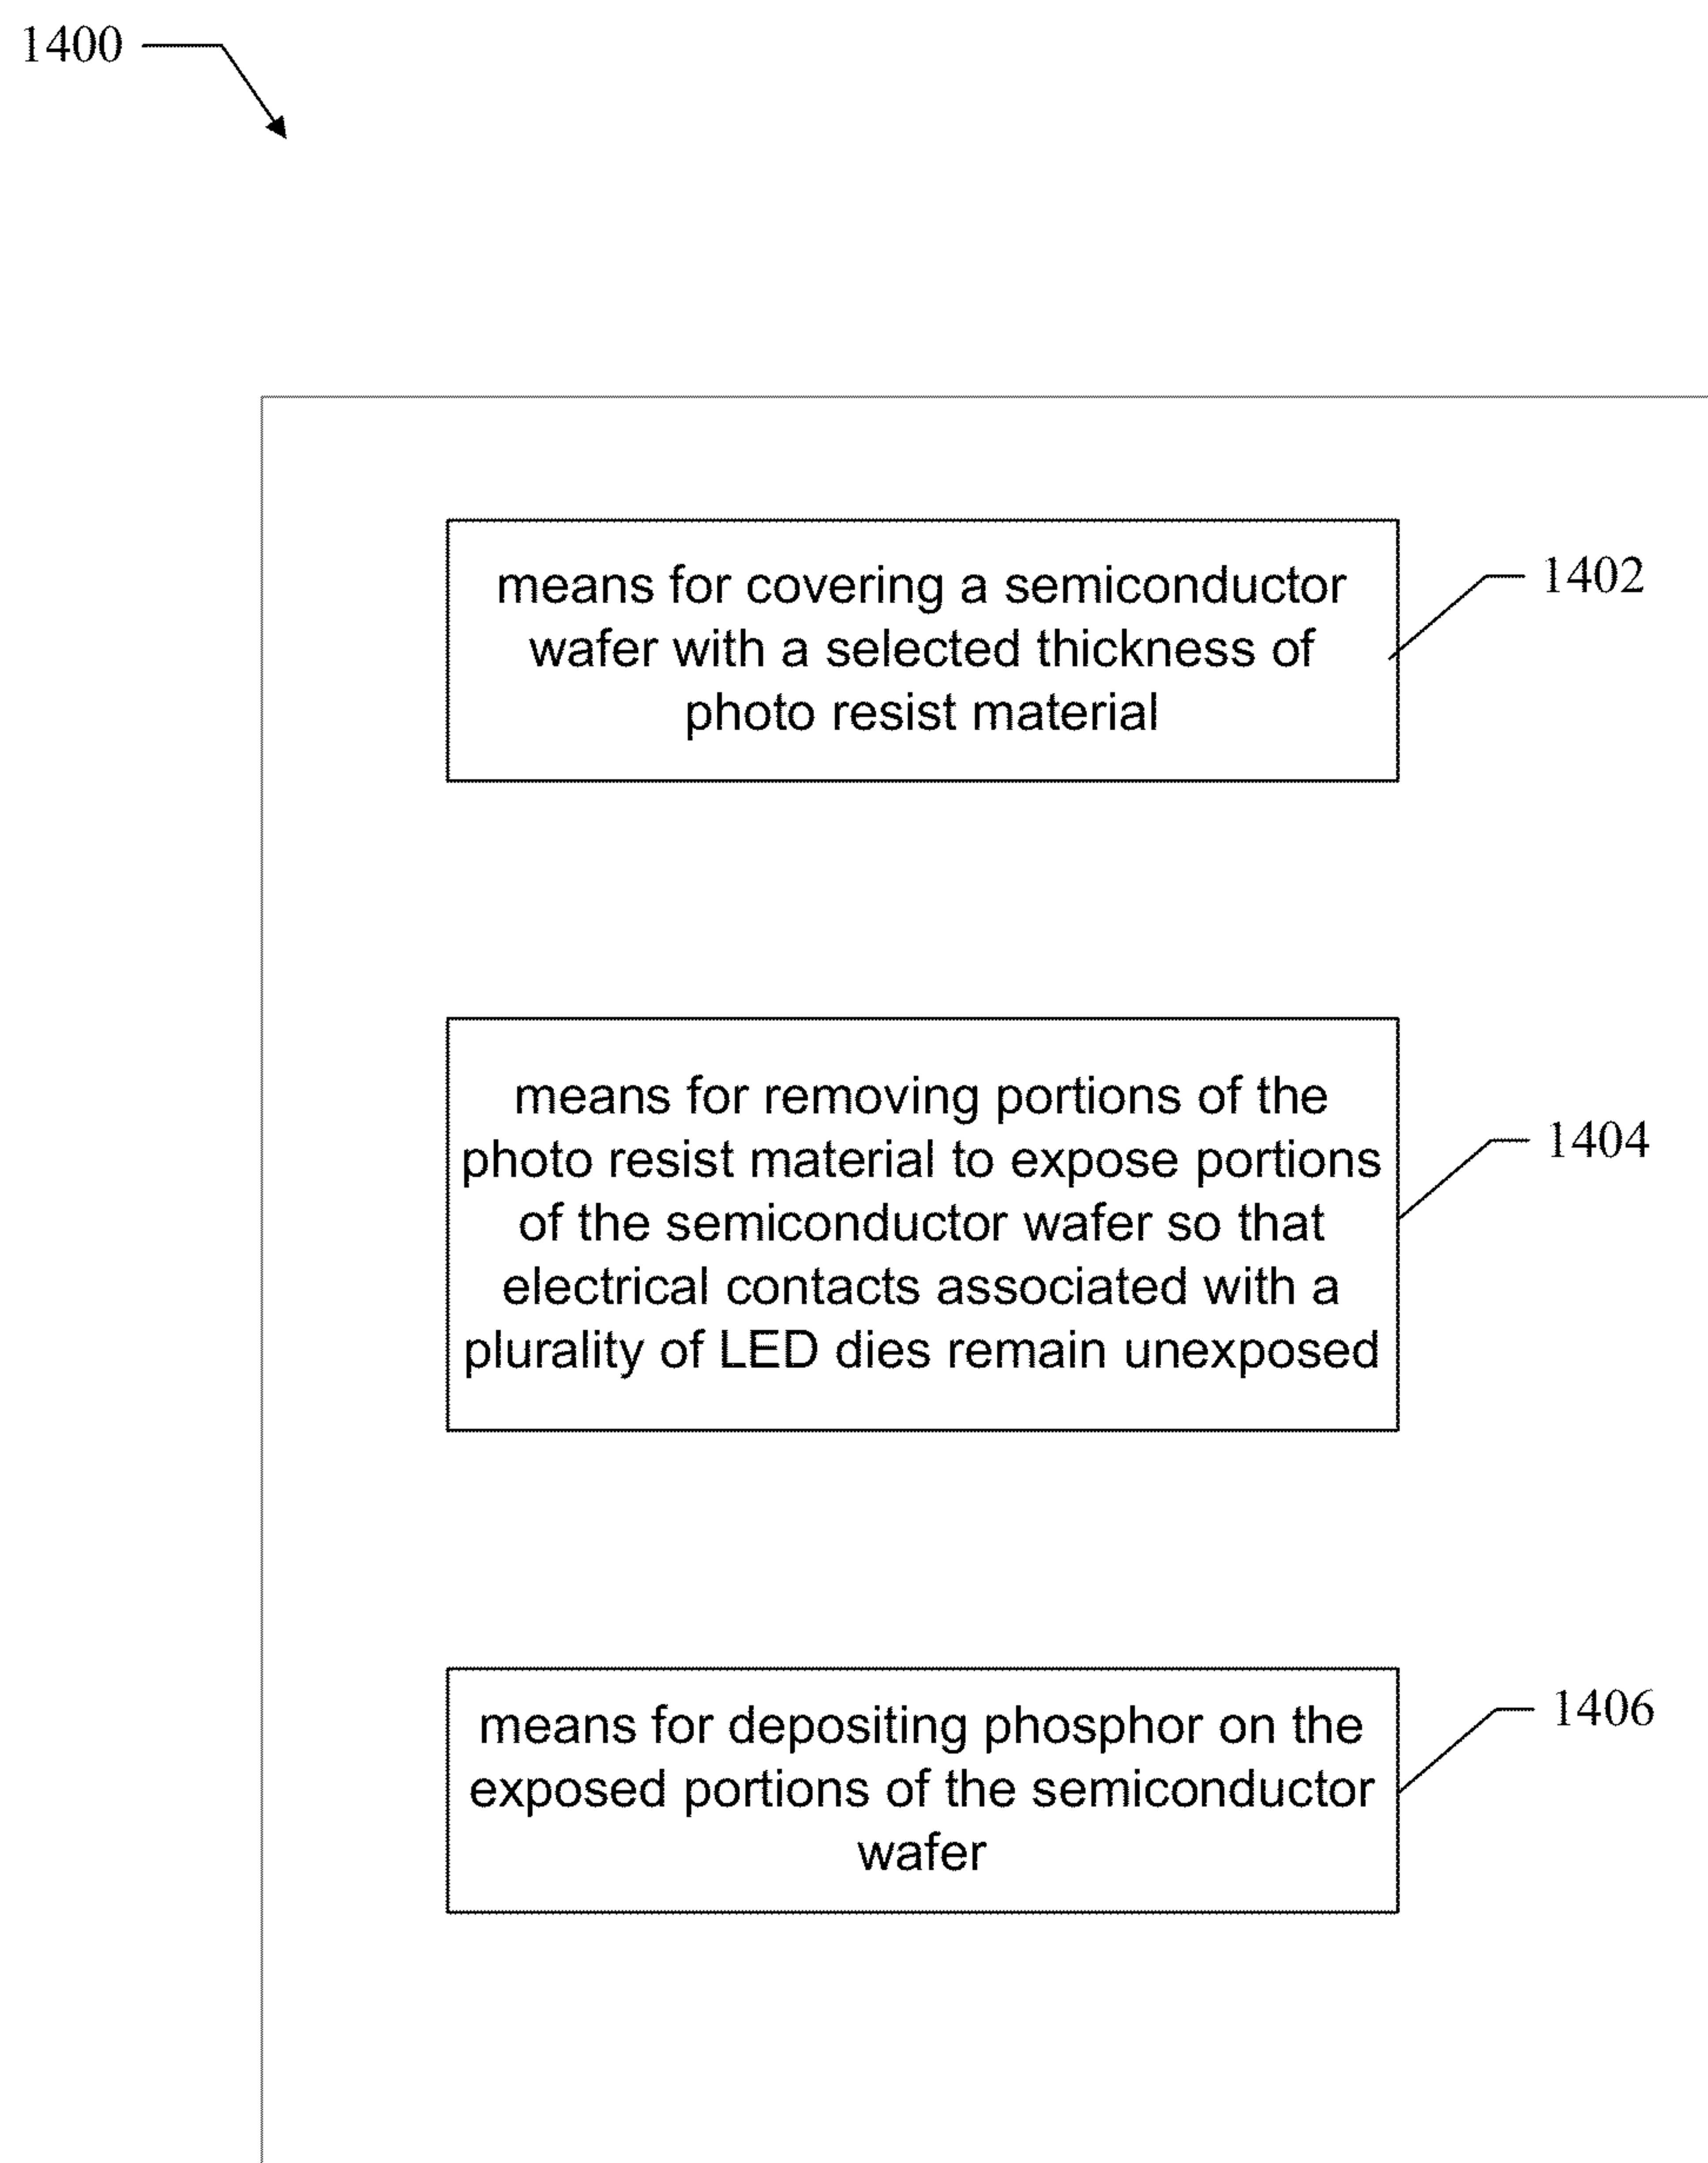 1400
means for covering a semiconductor
wafer with a selected thickness of
photo resist material
1402
means for removing portions of the
photo resist material to expose portions
of the semiconductor wafer so that
electrical contacts associated with a
plurality of LED dies remain unexposed
1404
means for depositing phosphor on the
exposed portions of the semiconductor
wafer
1406